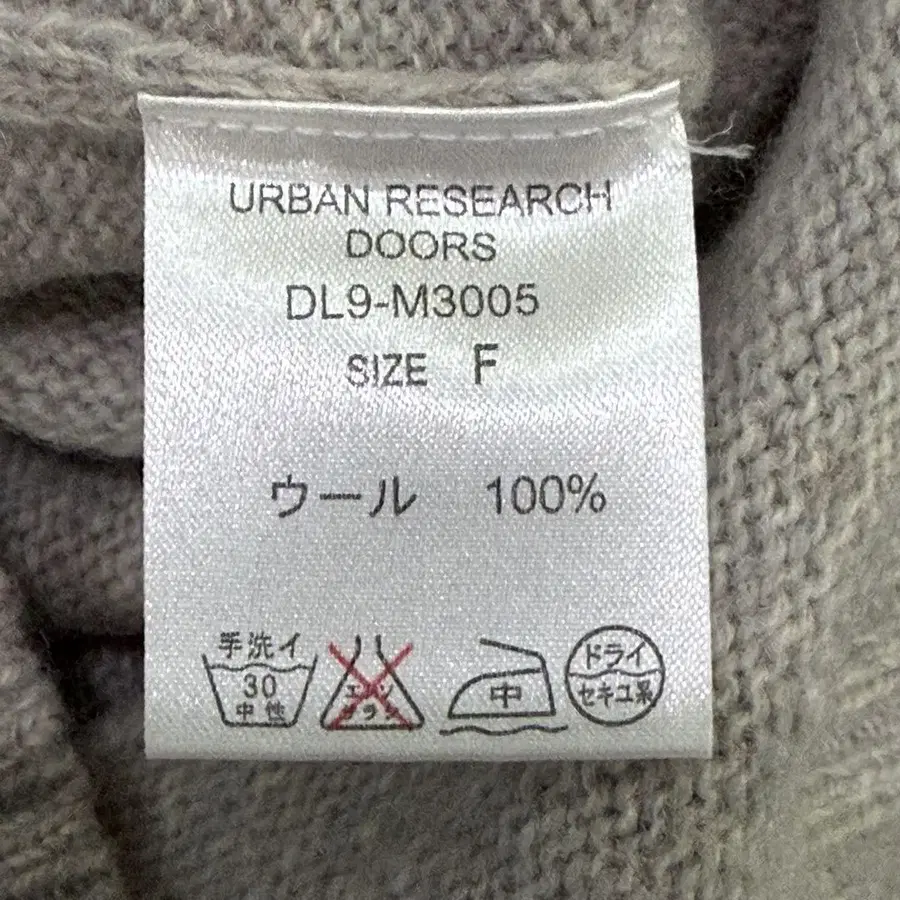 URBAN RESEARCH
DOORS
DL9-M3005
SIZE F
ウール 100%
手洗イ
30
中性
エンソ
サラシ
中
ドライ
セキユ系